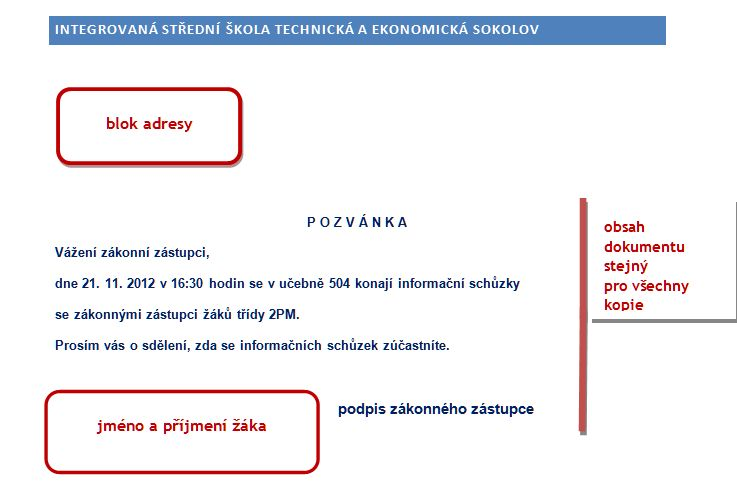 INTEGROVANÁ STŘEDNÍ ŠKOLA TECHNICKÁ A EKONOMICKÁ SOKOLOV
blok adresy
P O Z V Á N K A
Vážení zákonní zástupci,
dne 21. 11. 2012 v 16:30 hodin se v učebně 504 konají informační schůzky
se zákonnými zástupci žáků třídy 2PM.
Prosím vás o sdělení, zda se informačních schůzek zúčastníte.
obsah
dokumentu
stejný
pro všechny
kopie
jméno a příjmení žáka
podpis zákonného zástupce